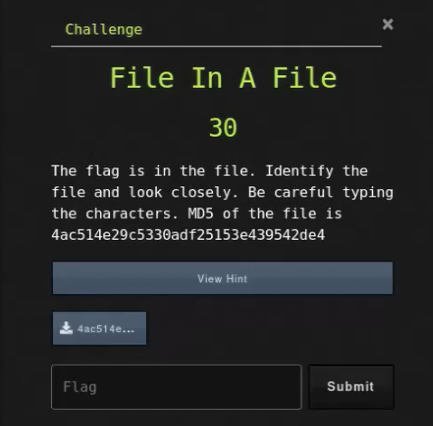 Challenge
×
File In A File
30
The flag is in the file. Identify the
file and look closely. Be careful typing
the characters. MD5 of the file is
4ac514e29c5330adf25153e439542de4
View Hint
4ac514e...
Flag
Submit